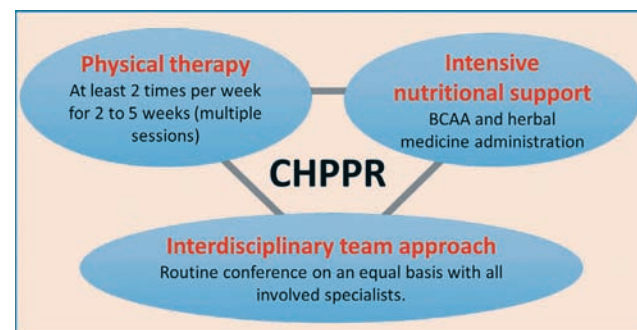 Physical therapy
At least 2 times per week
for 2 to 5 weeks (multiple
sessions)
Intensive
nutritional support
BCAA and herbal
medicine administration
CHPPR
Interdisciplinary team approach
Routine conference on an equal basis with all
involved specialists.